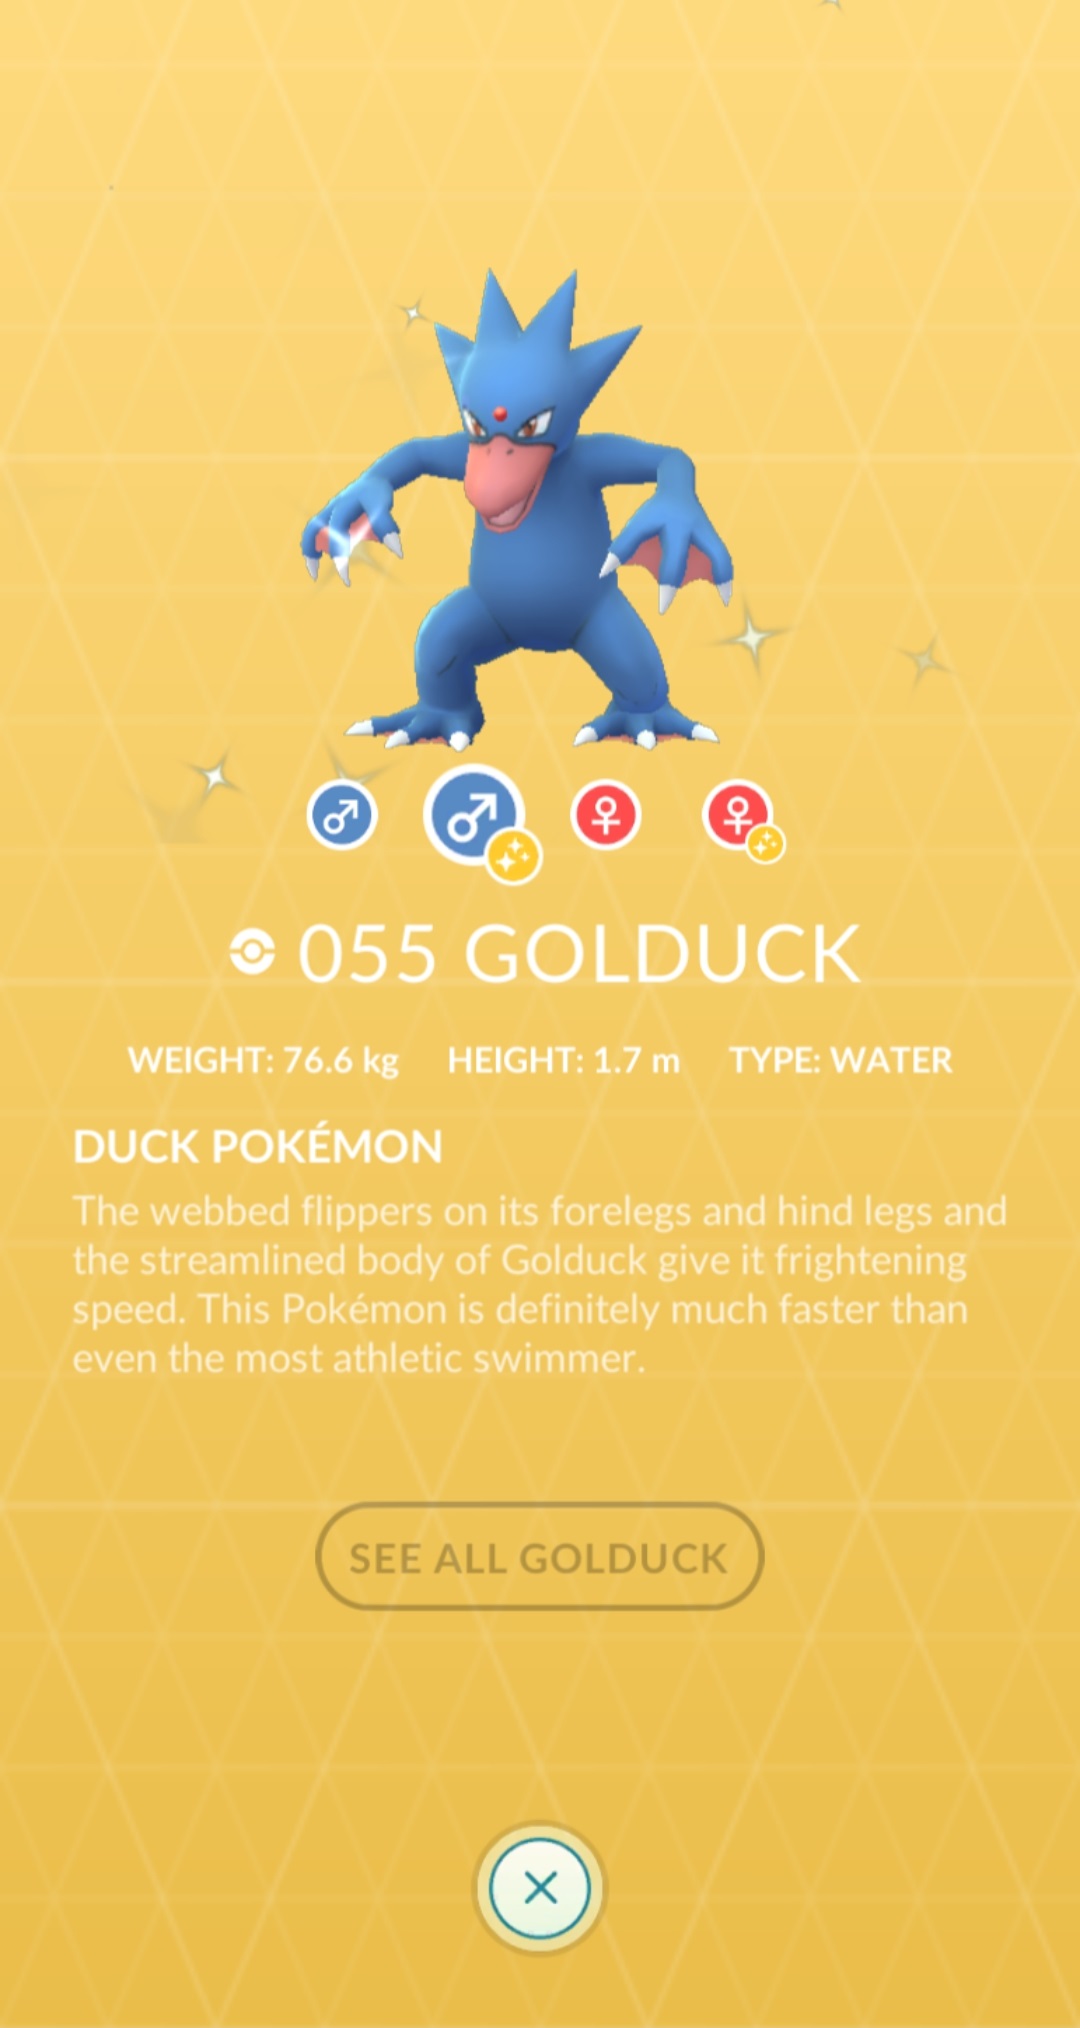 055 GOLDUCK
WEIGHT: 76.6 kg HEIGHT: 1.7 m TYPE: WATER
DUCK POKÉMON
The webbed flippers on its forelegs and hind legs and
the streamlined body of Golduck give it frightening
speed. This Pokémon is definitely much faster than
even the most athletic swimmer.
SEE ALL GOLDUCK